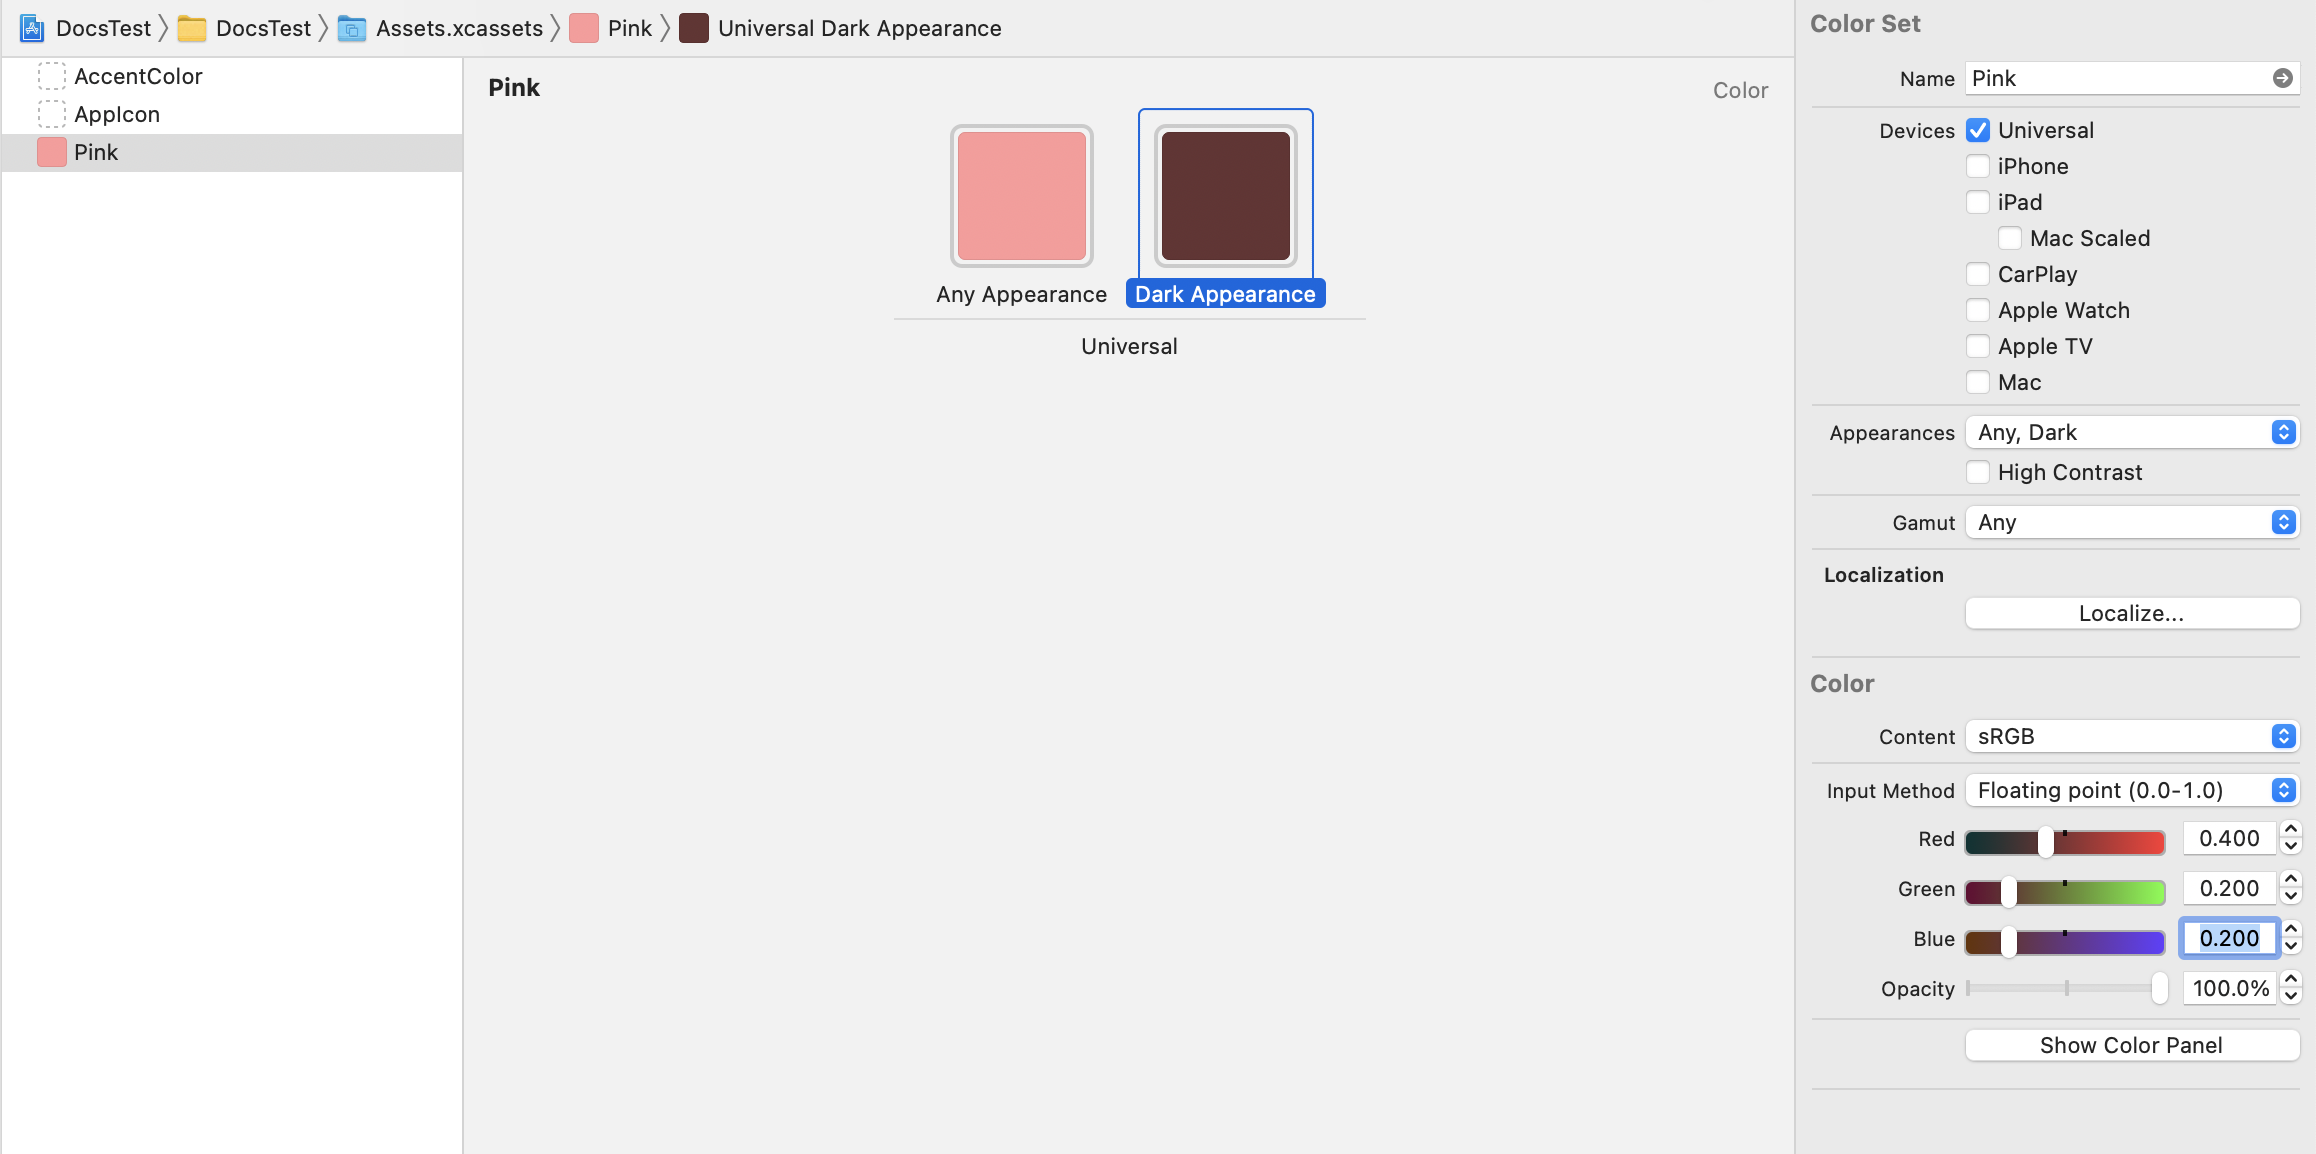 DocsTest DocsTest Assets.xcassets Pink Universal Dark Appearance
AccentColor
AppIcon
Pink
Pink
Color
Any Appearance Dark Appearance
Universal
Color Set
Name Pink
Devices Universal
iPhone
iPad
Mac Scaled
CarPlay
Apple Watch
Apple TV
Mac
Appearances Any, Dark
High Contrast
Gamut Any
Localization
Localize...
Color
Content sRGB
Input Method Floating point (0.0-1.0)
Red 0.400
Green 0.200
Blue 0.200
Opacity 100.0%
Show Color Panel